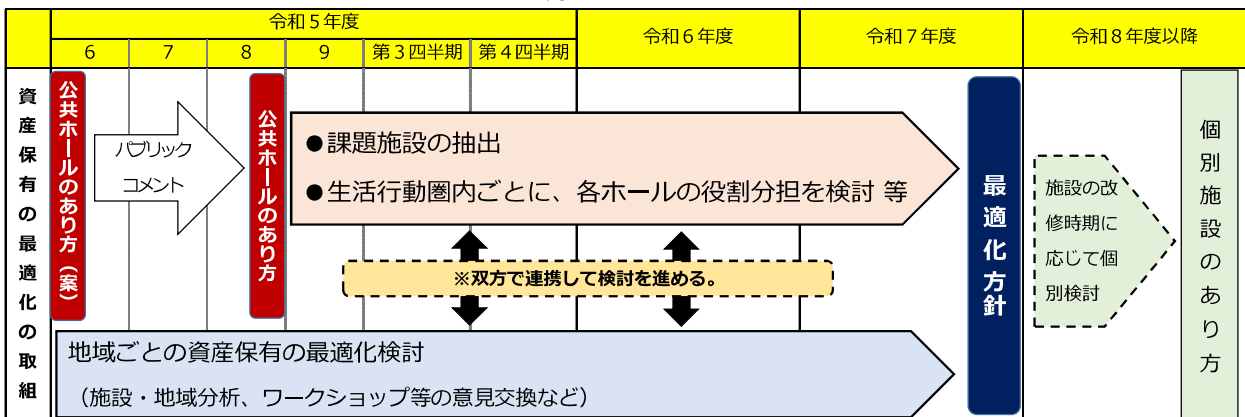 令和５年度
令和６年度
令和７年度
令和８年度以降
６
７
８
９
第３四半期
第４四半期
資産保有の最適化の取組
公共ホールのあり方（案）
パブリック
コメント
公共ホールのあり方
●課題施設の抽出
●生活行動圏内ごとに、各ホールの役割分担を検討 等
※双方で連携して検討を進める。
地域ごとの資産保有の最適化検討
（施設・地域分析、ワークショップ等の意見交換など）
最適化方針
施設の改
修時期に
応じて個
別検討
個別施設のあり方